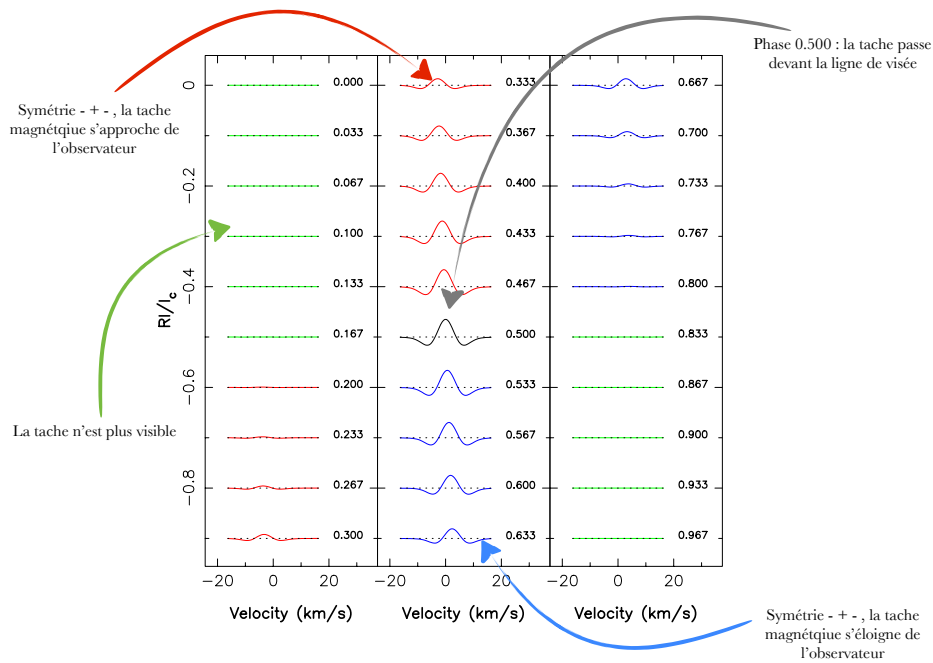 Phase 0.500 : la tache passe
devant la ligne de visée
Symétrie - + - , la tache
magnétqiue s'approche de
l'observateur
La tache n'est plus visible
RI/Ic
0
−0.2
−0.4
−0.6
−0.8
0.000
0.033
0.067
0.100
0.133
0.167
0.200
0.233
0.267
0.300
0.333
0.367
0.400
0.433
0.467
0.500
0.533
0.567
0.600
0.633
0.667
0.700
0.733
0.767
0.800
0.833
0.867
0.900
0.933
0.967
−20 0 20 −20 0 20 −20 0 20
Velocity (km/s) Velocity (km/s) Velocity (km/s)
Symétrie - + - , la tache
magnétqiue s'éloigne de
l'observateur